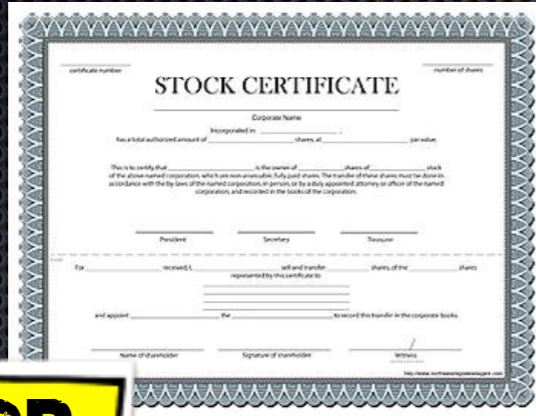 certificate number number of shares
STOCK CERTIFICATE
Corporate Name
Incorporated in
has a total authorized amount of shares, at par value.
This is to certify that is the owner of shares of stock
of the above named corporation, which are non-assessable, fully paid shares. The transfer of these shares must be done in
accordance with the by-laws of the named corporation, in person, or by a duly appointed attorney or officer of the named
corporation, and recorded in the books of the corporation.
President Secretary Treasurer
For received, I, sell and transfer shares, of the shares
represented by this certificate to
and appoint the to record this transfer in the corporate books.
Name of shareholder Signature of shareholder Witness